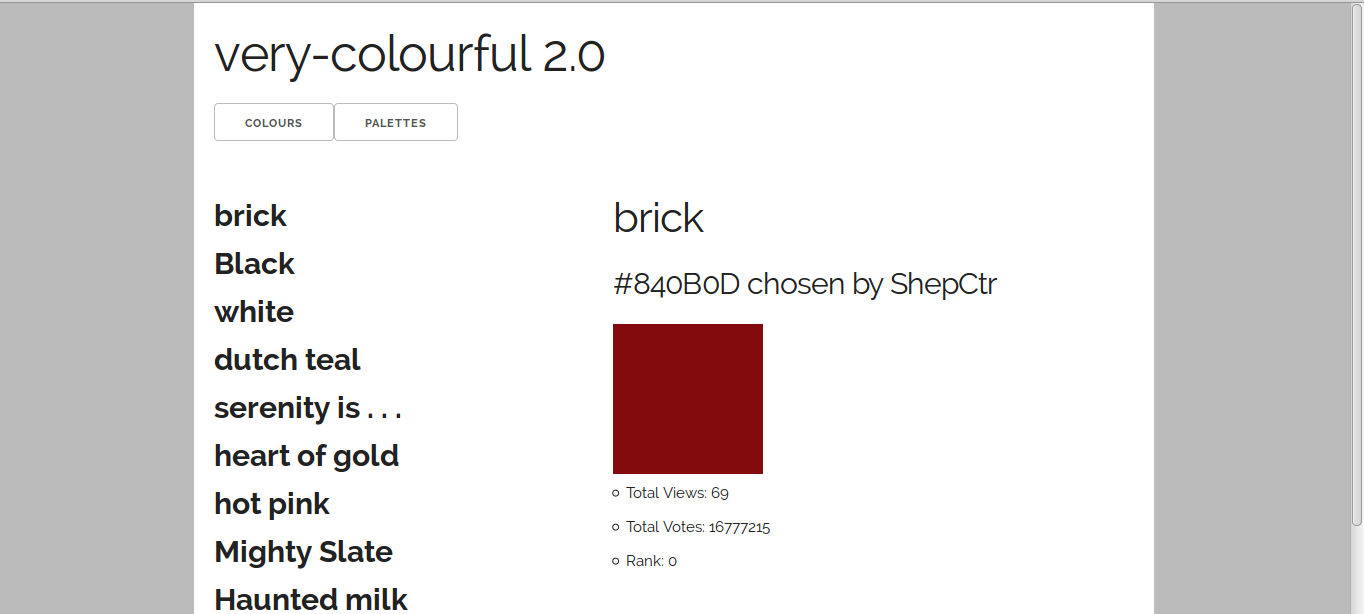 very-colourful 2.0
COLOURS PALETTES
brick
Black
white
dutch teal
serenity is . . .
heart of gold
hot pink
Mighty Slate
Haunted milk
brick
#840B0D chosen by ShepCtr
Total Views: 69
Total Votes: 16777215
Rank: 0